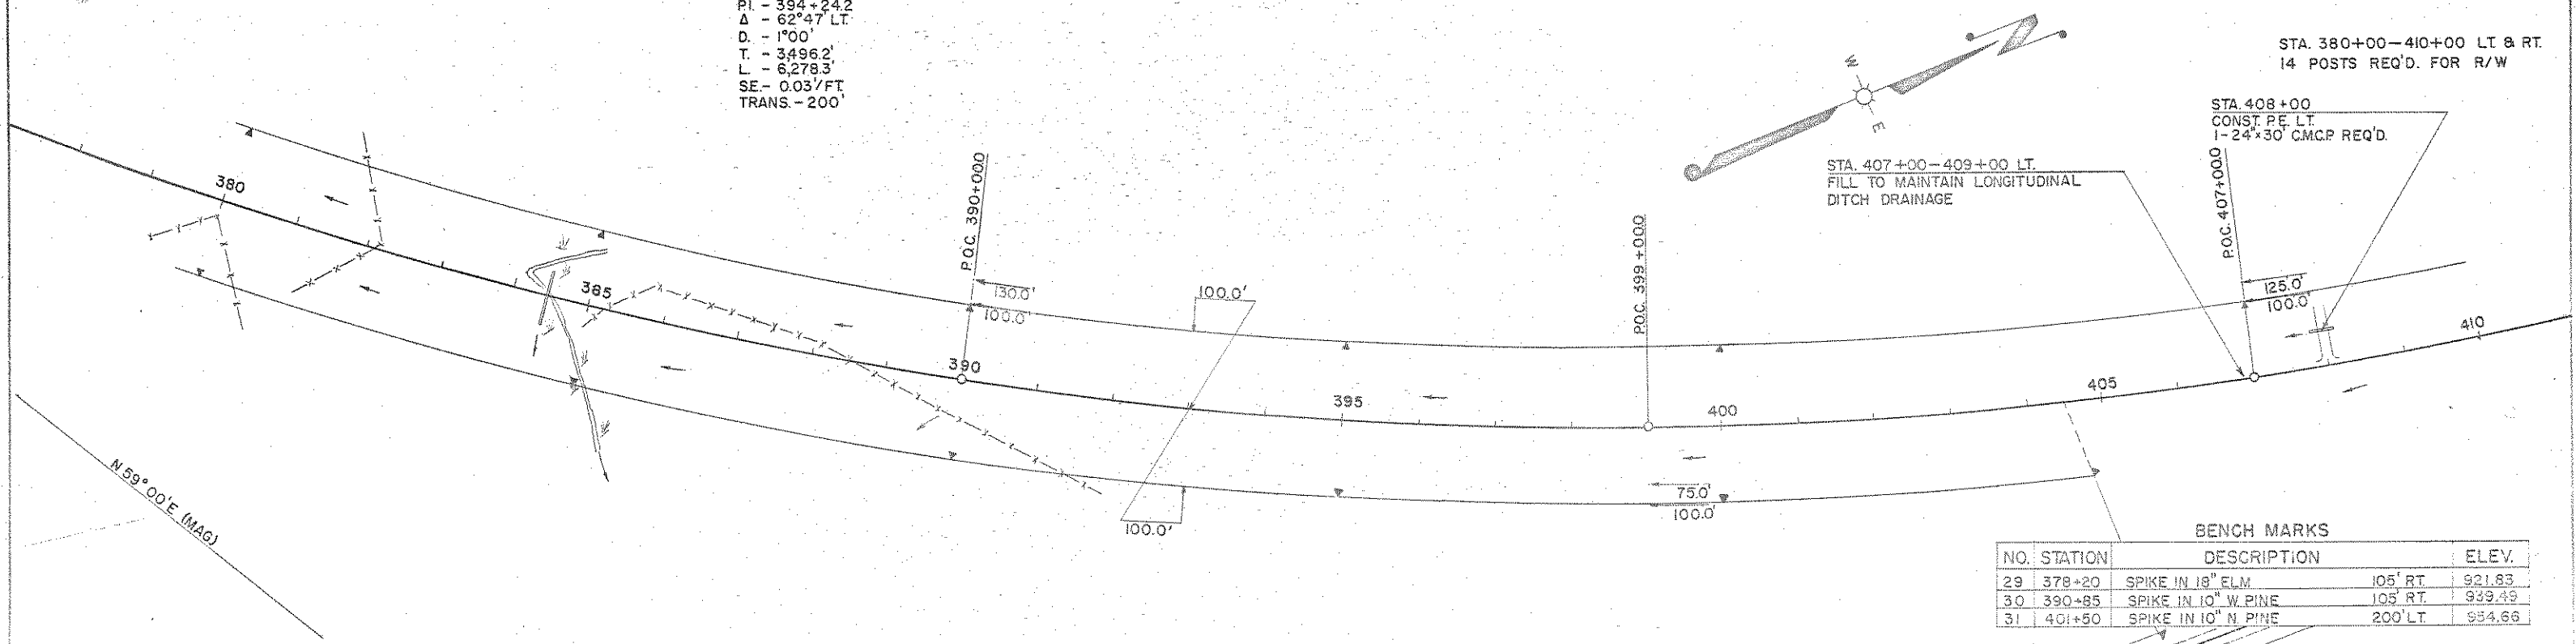 P.I. - 394+24.2
Δ - 62°47' LT.
D. - 1°00'
T. - 3,496.2'
L. - 6,278.3'
S.E. - 0.03'/FT.
TRANS. - 200'
W
N
E
STA. 380+00-410+00 LT. & RT.
14 POSTS REQ'D. FOR R/W
STA. 408+00
CONST. P.E. LT.
1-24"x30' C.M.C.P. REQ'D.
STA. 407+00-409+00 LT.
FILL TO MAINTAIN LONGITUDINAL
DITCH DRAINAGE
P.O.C. 390+00.0
P.O.C. 399+00.0
P.O.C. 407+00.0
380
385
390
395
400
405
410
130.0'
100.0'
100.0'
125.0'
100.0'
75.0'
100.0'
100.0'
N 59°00' E (MAG)
BENCH MARKS
NO. STATION DESCRIPTION ELEV.
29 378+20 SPIKE IN 18" ELM 105' RT. 921.83
30 390+85 SPIKE IN 10" W. PINE 105' RT. 939.49
31 401+50 SPIKE IN 10" N. PINE 200' LT. 954.66